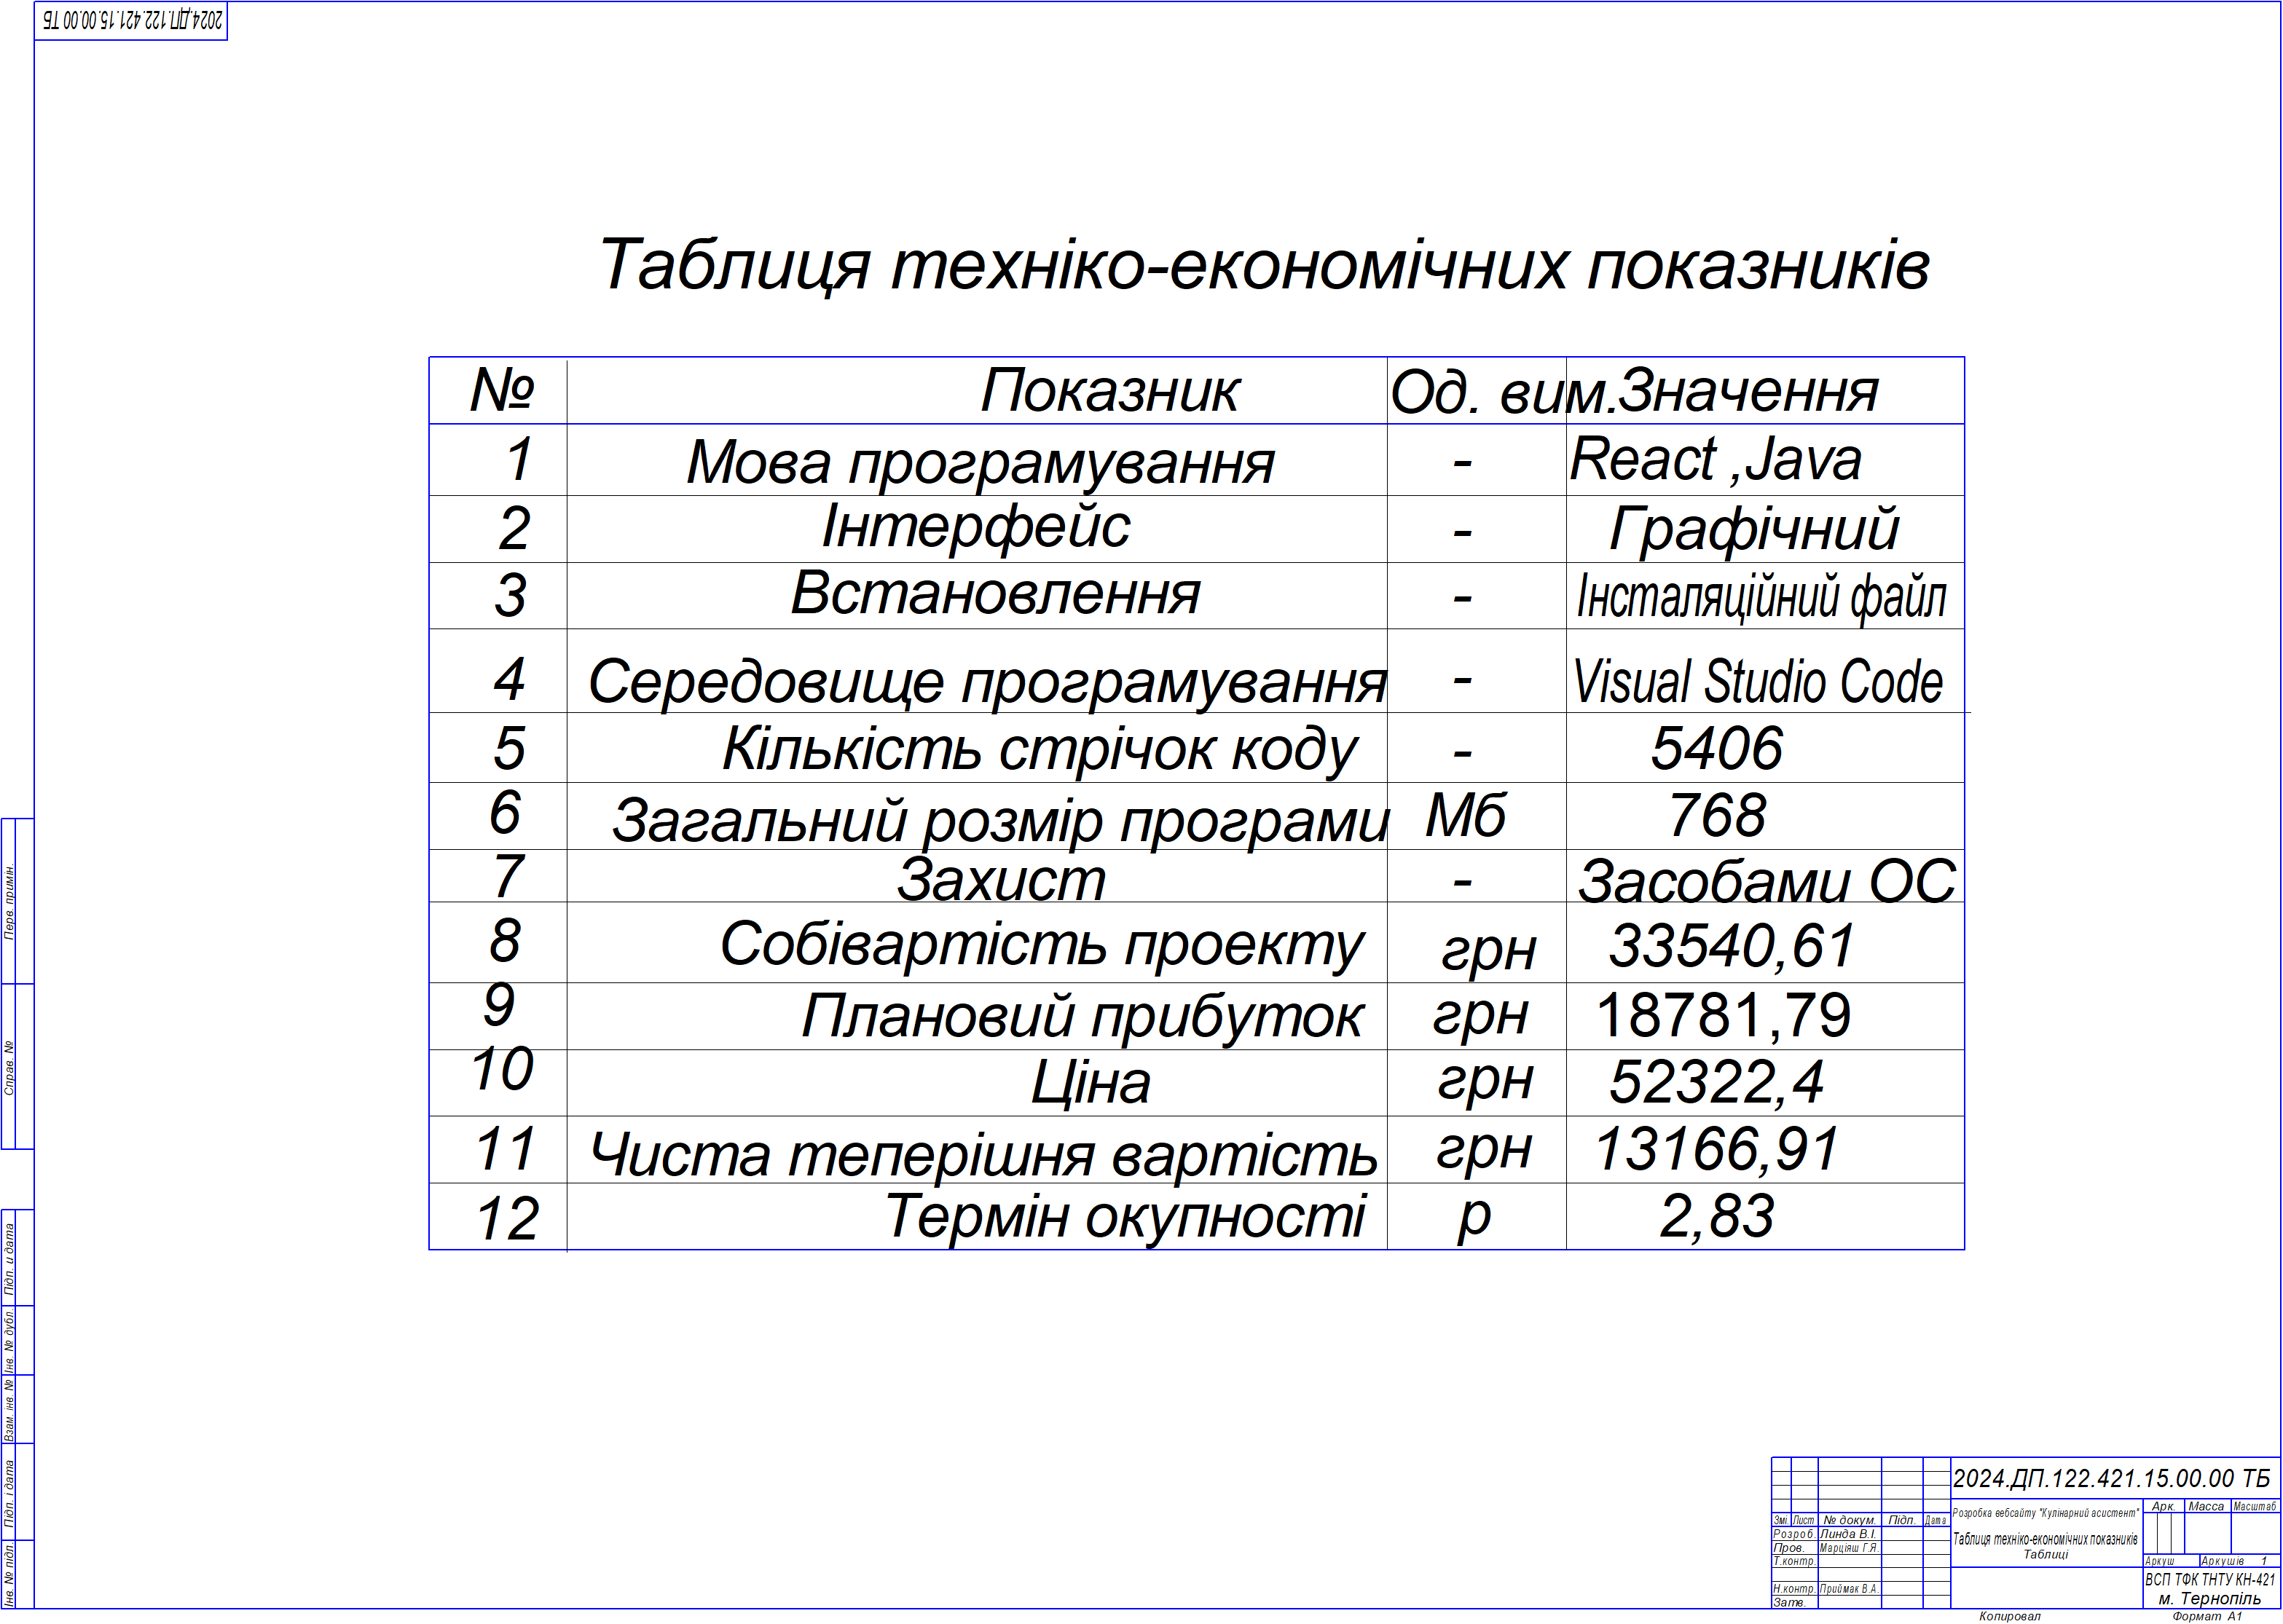 2024.ДП.122.421.15.00.00 ТБ
Таблиця техніко-економічних показників
№ Показник Од. вим. Значення
1 Мова програмування - React ,Java
2 Інтерфейс - Графічний
3 Встановлення - Інсталяційний файл
4 Середовище програмування - Visual Studio Code
5 Кількість стрічок коду - 5406
6 Загальний розмір програми Мб 768
7 Захист - Засобами ОС
8 Собівартість проекту грн 33540,61
9 Плановий прибуток грн 18781,79
10 Ціна грн 52322,4
11 Чиста теперішня вартість грн 13166,91
12 Термін окупності р 2,83
Перв. примін.
Справ. №
Підп. и дата
Інв. № дубл.
Взам. інв. №
Підп. і дата
Інв. № підп.
2024.ДП.122.421.15.00.00 ТБ
Змі. Лист № докум. Підп. Дата
Розроб. Линда В.І.
Пров. Марціяш Г.Я.
Т.контр.
Н.контр. Приймак В.А.
Затв.
Розробка вебсайту "Кулінарний асистент"
Таблиця техніко-економічних показників
Таблиці
Арк. Масса Масштаб
Аркуш Аркушів 1
ВСП ТФК ТНТУ КН-421
м. Тернопіль
Копировал Формат А1